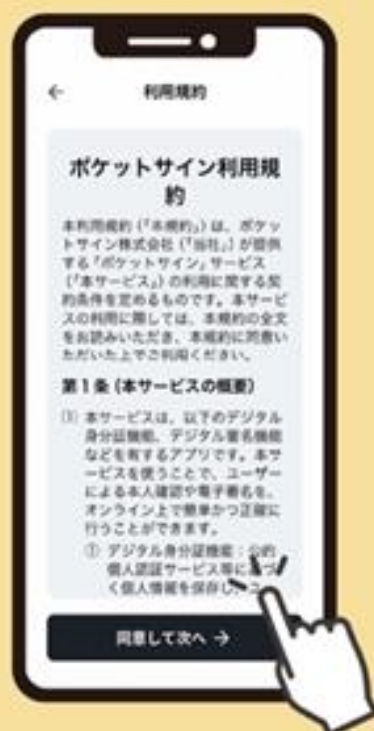 ← 利用規約
ポケットサイン利用規
約
本利用規約（「本規約」）は、ポケッ
トサイン株式会社（「当社」）が提供
する「ポケットサイン」サービス
（「本サービス」）の利用に関する契
約条件を定めるものです。本サービ
スの利用に際しては、本規約の全文
をお読みいただき、本規約に同意い
ただいた上でご利用ください。
第1条（本サービスの概要）
(1) 本サービスは、以下のデジタル
身分証機能、デジタル署名機能
などを有するアプリです。本サ
ービスを使うことで、ユーザー
による本人確認や電子署名を、
オンライン上で簡単かつ正確に
行うことができます。
① デジタル身分証機能：公的
個人認証サービス等に基づ
く個人情報を保存し、ユ
同意して次へ →